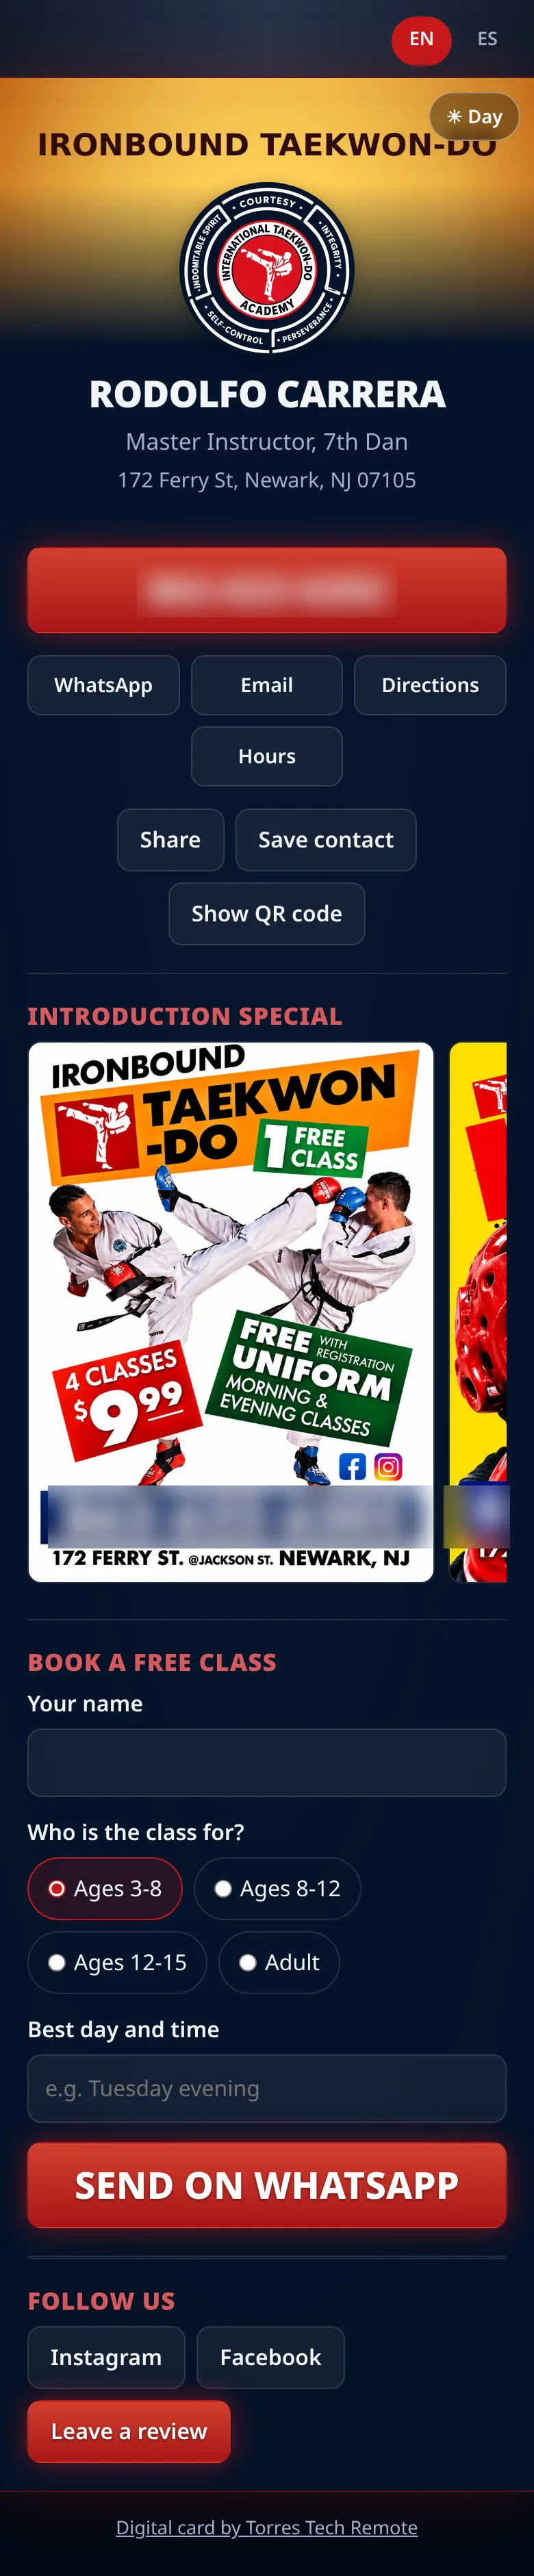 EN ES
☀ Day
IRONBOUND TAEKWON-DO
· COURTESY ·
INTEGRITY ·
· PERSEVERANCE ·
· SELF-CONTROL ·
· INDOMITABLE SPIRIT
INTERNATIONAL TAEKWON-DO
ACADEMY
RODOLFO CARRERA
Master Instructor, 7th Dan
172 Ferry St, Newark, NJ 07105
WhatsApp Email Directions
Hours
Share Save contact
Show QR code
INTRODUCTION SPECIAL
IRONBOUND
TAEKWON
-DO
1 FREE
CLASS
4 CLASSES
$9.99
FREE WITH REGISTRATION
UNIFORM
MORNING &
EVENING CLASSES
172 FERRY ST. @JACKSON ST. NEWARK, NJ
BOOK A FREE CLASS
Your name
Who is the class for?
Ages 3-8 Ages 8-12
Ages 12-15 Adult
Best day and time
e.g. Tuesday evening
SEND ON WHATSAPP
FOLLOW US
Instagram Facebook
Leave a review
Digital card by Torres Tech Remote